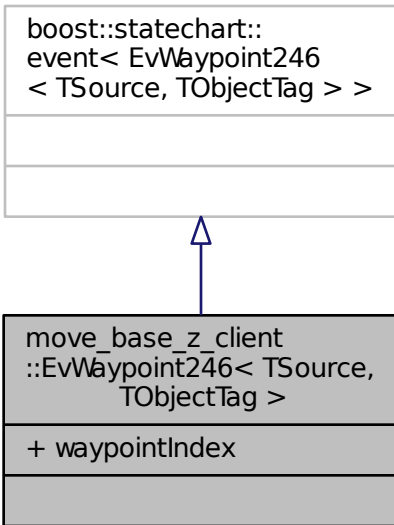 boost::statechart::
event< EvWaypoint246
< TSource, TObjectTag > >
move_base_z_client
::EvWaypoint246< TSource,
TObjectTag >
+ waypointIndex